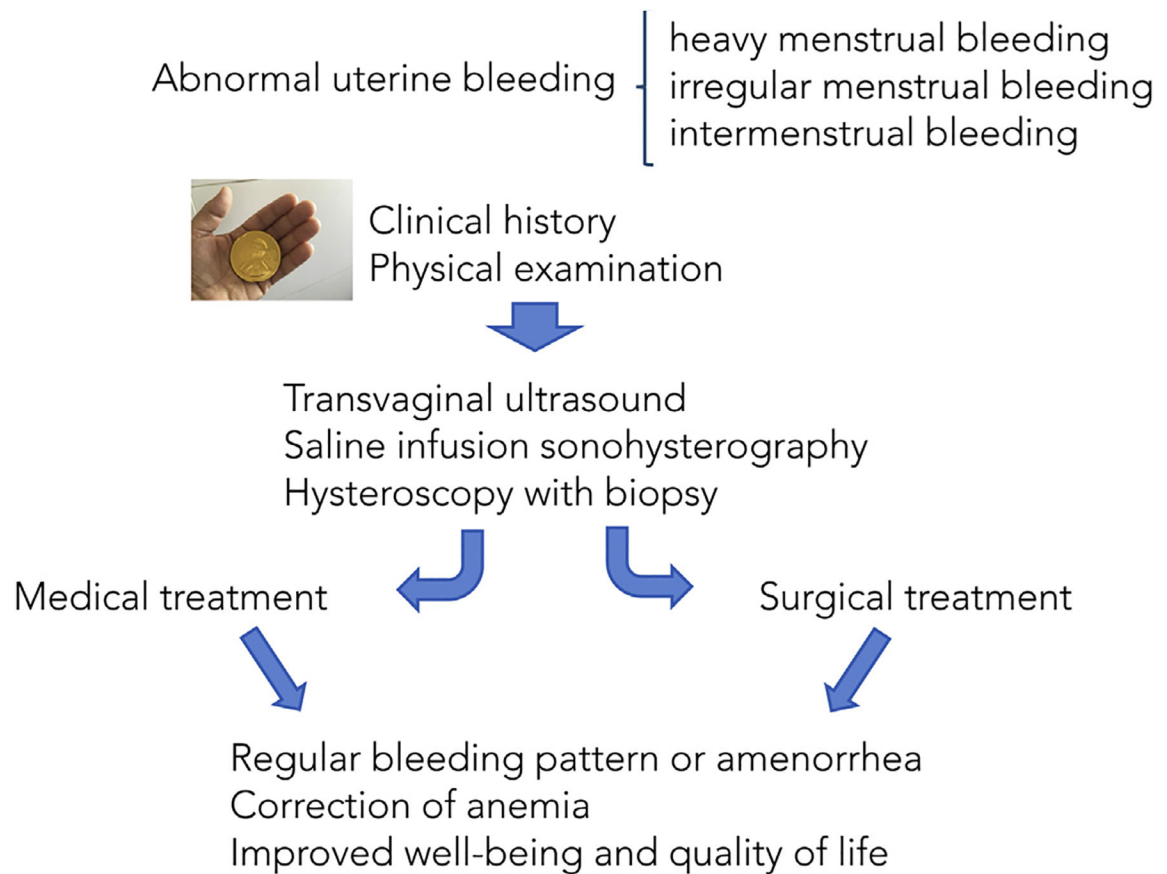 Abnormal uterine bleeding
heavy menstrual bleeding
irregular menstrual bleeding
intermenstrual bleeding
Clinical history
Physical examination
Transvaginal ultrasound
Saline infusion sonohysterography
Hysteroscopy with biopsy
Medical treatment
Surgical treatment
Regular bleeding pattern or amenorrhea
Correction of anemia
Improved well-being and quality of life